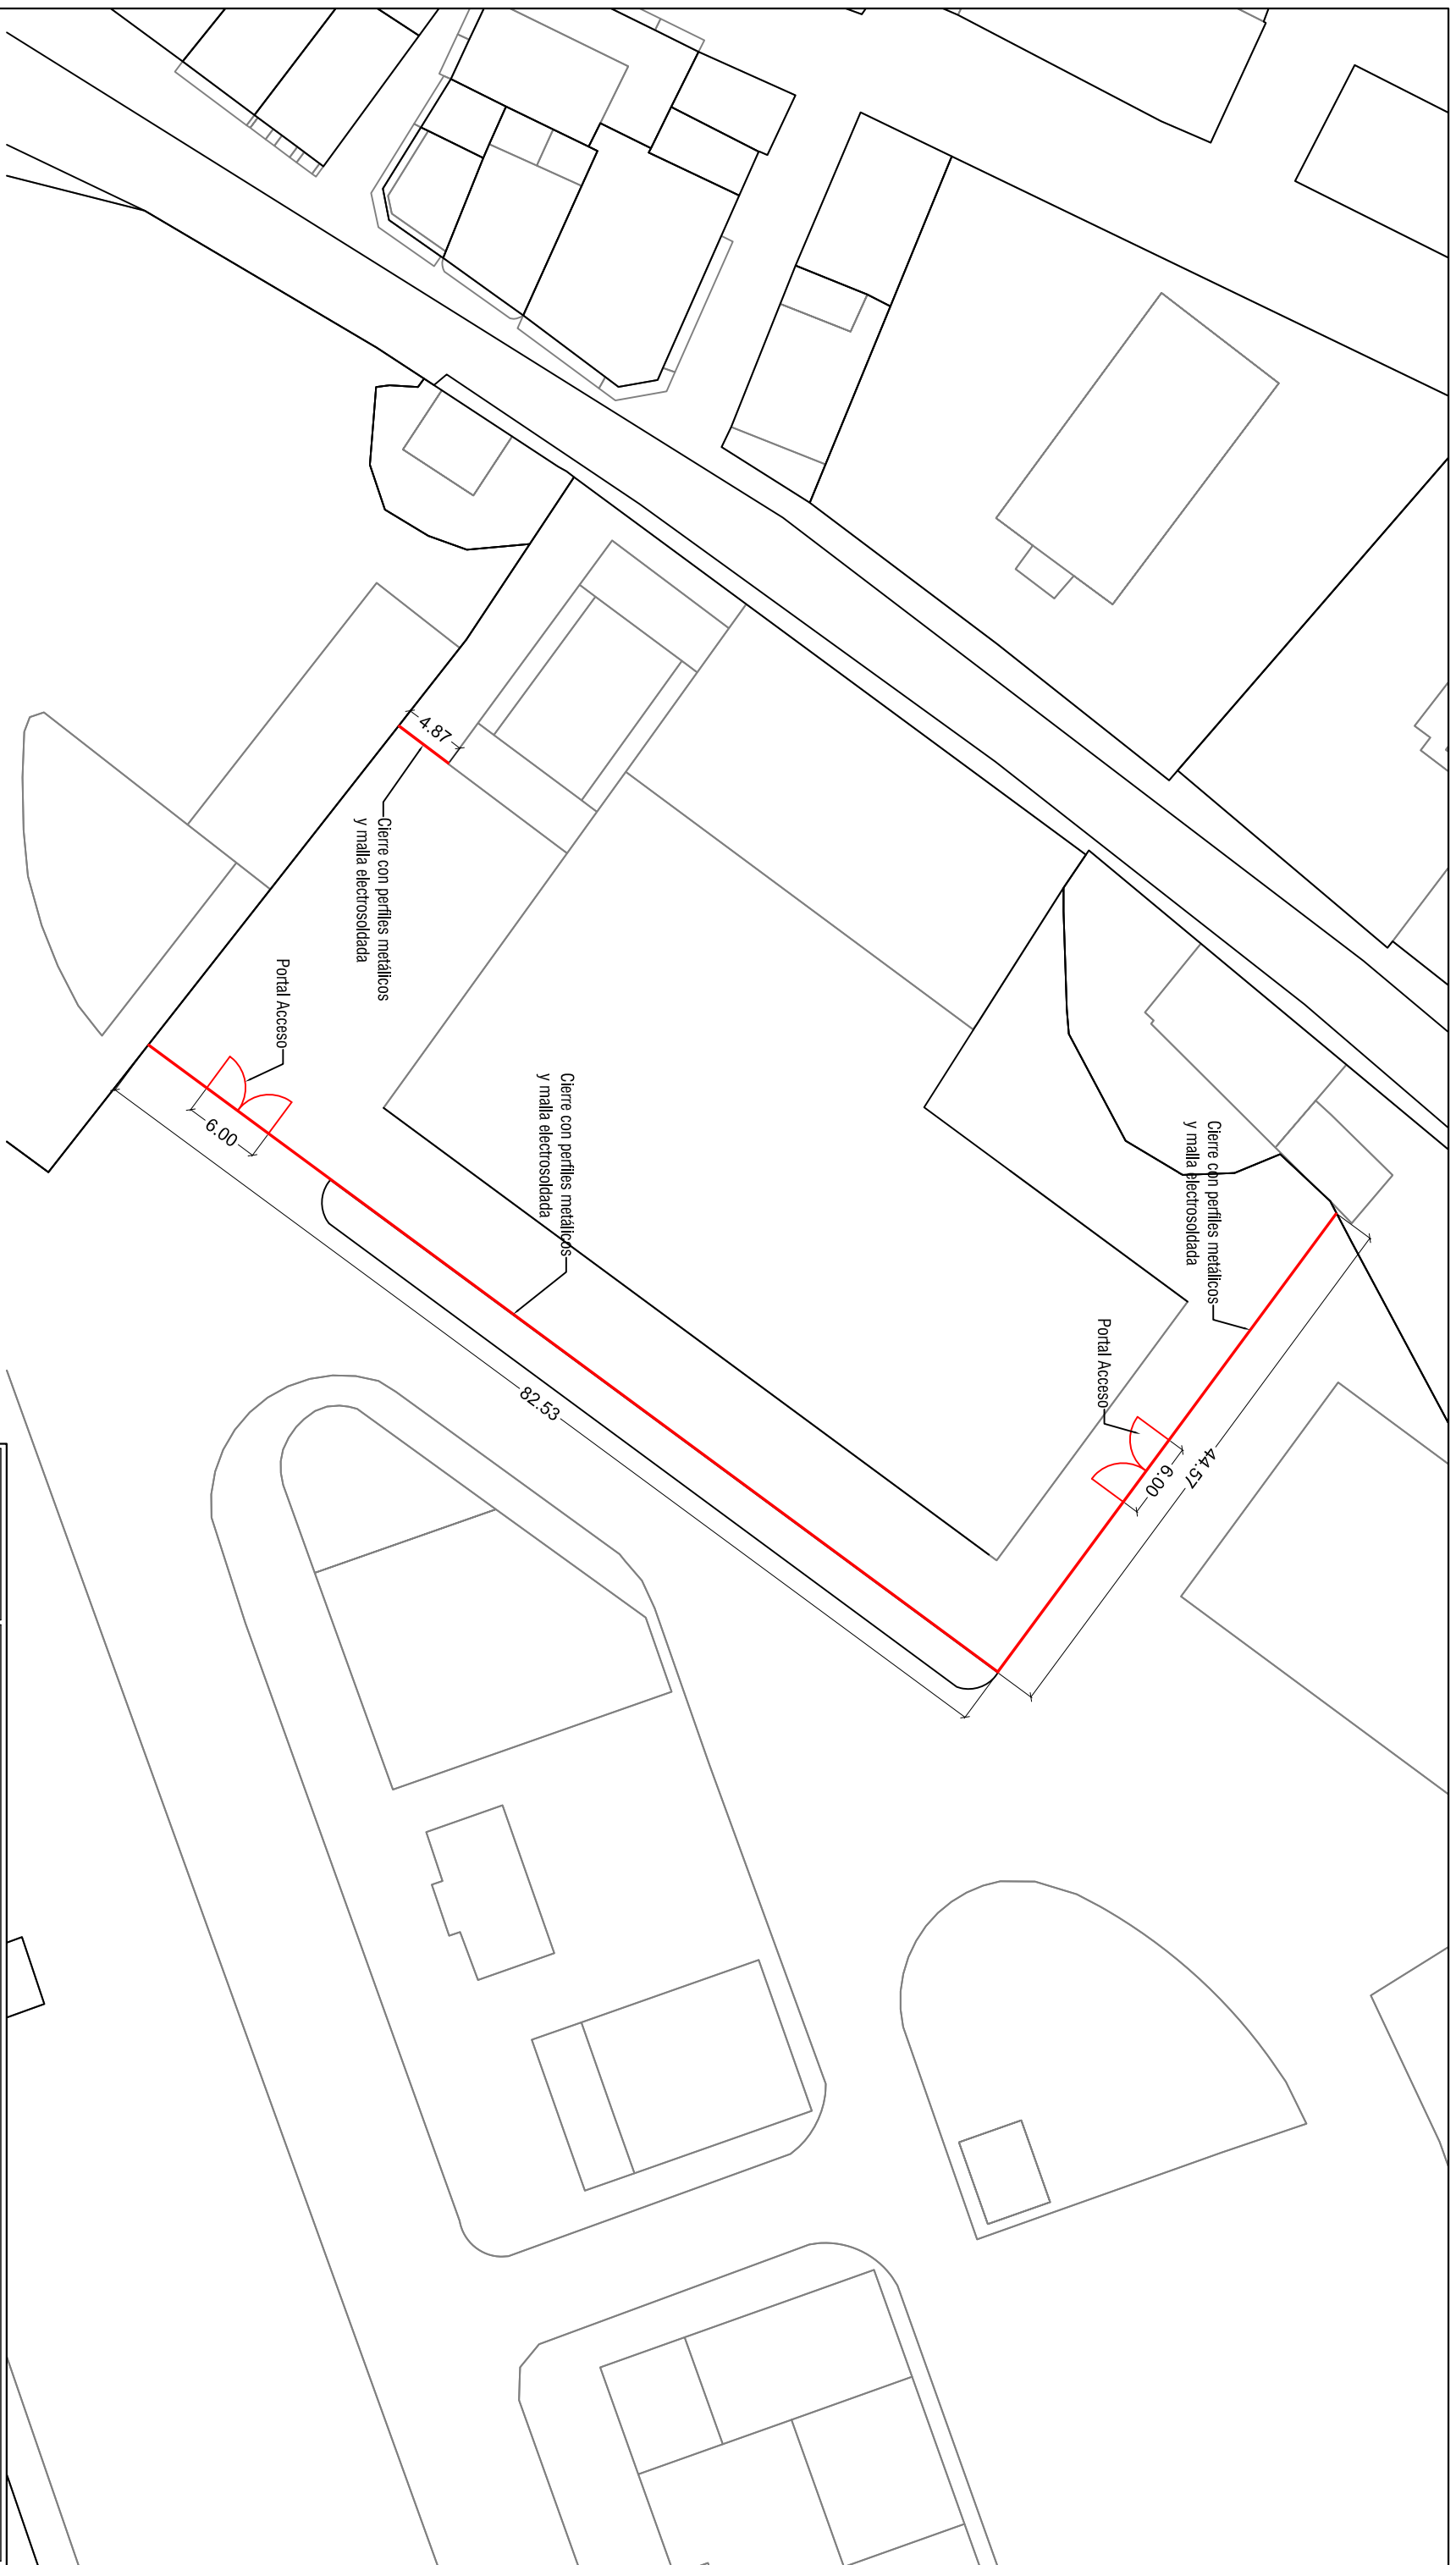 4.87
Cierre con perfiles metálicos
y malla electrosoldada
Portal Acceso
6.00
Cierre con perfiles metálicos
y malla electrosoldada
82.53
Cierre con perfiles metálicos
y malla electrosoldada
Portal Acceso
6.00
44.57